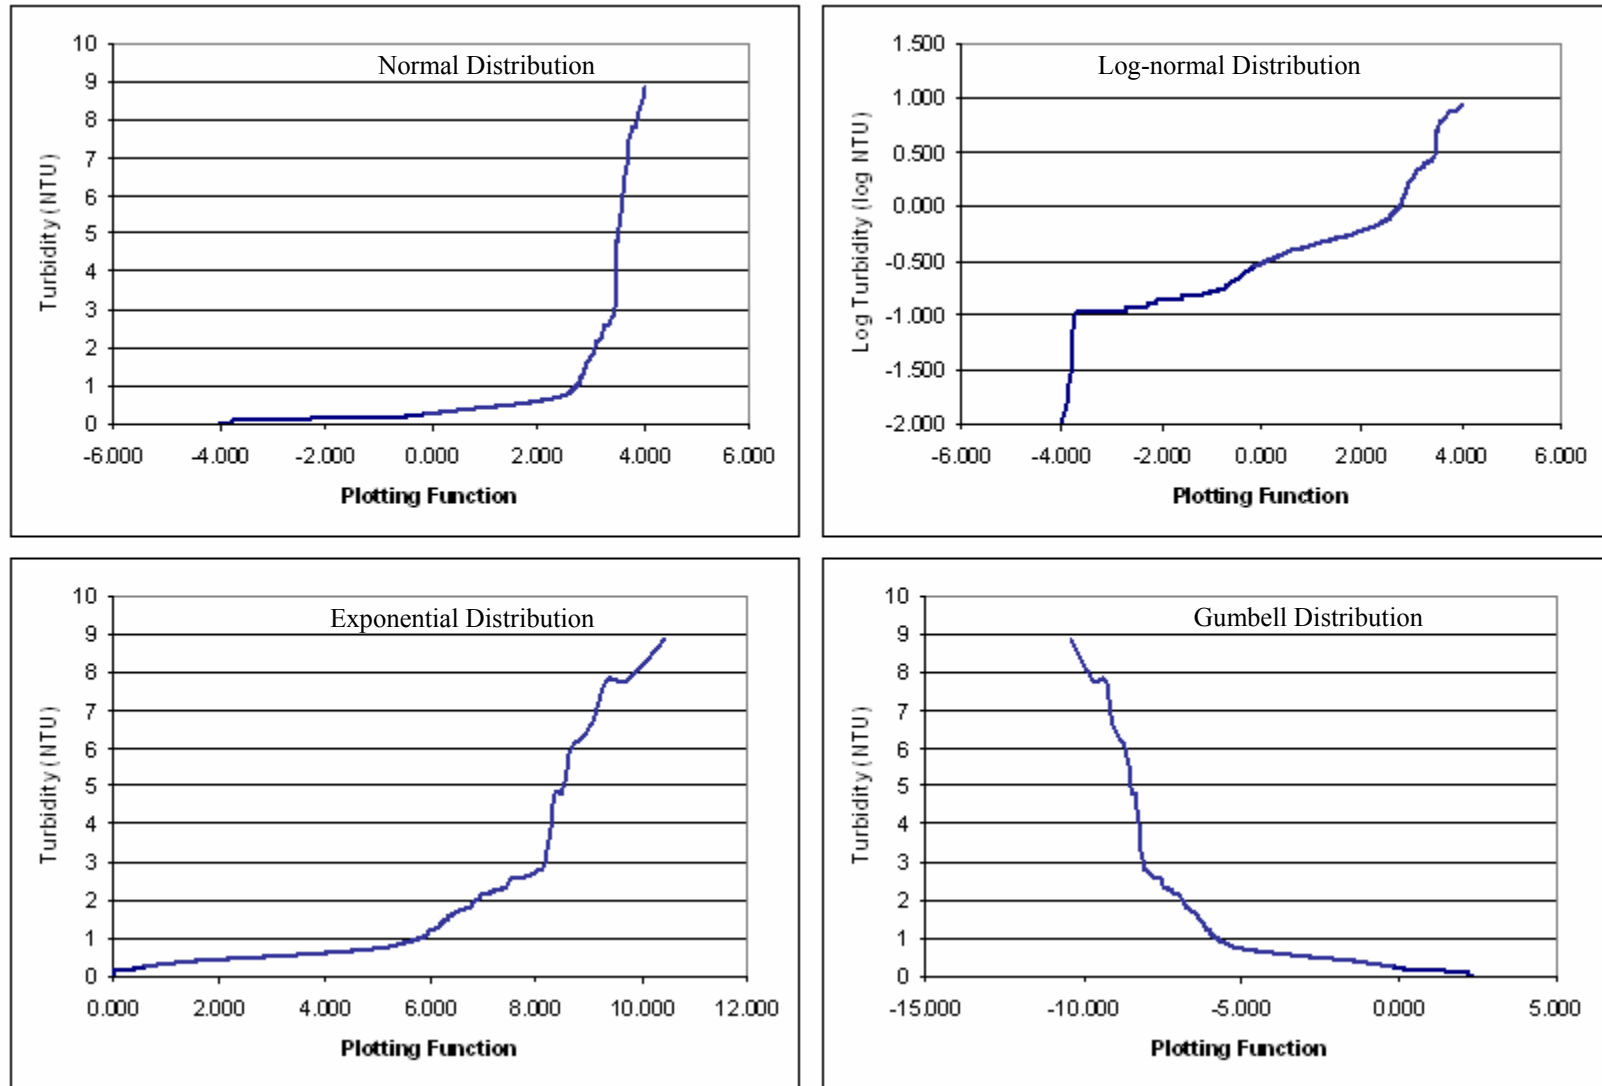 Normal Distribution
Turbidity (NTU)
10
9
8
7
6
5
4
3
2
1
0
-6.000 -4.000 -2.000 0.000 2.000 4.000 6.000
Plotting Function
Log-normal Distribution
Log Turbidity (log NTU)
1.500
1.000
0.500
0.000
-0.500
-1.000
-1.500
-2.000
-6.000 -4.000 -2.000 0.000 2.000 4.000 6.000
Plotting Function
Exponential Distribution
Turbidity (NTU)
10
9
8
7
6
5
4
3
2
1
0
0.000 2.000 4.000 6.000 8.000 10.000 12.000
Plotting Function
Gumbell Distribution
Turbidity (NTU)
10
9
8
7
6
5
4
3
2
1
0
-15.000 -10.000 -5.000 0.000 5.000
Plotting Function